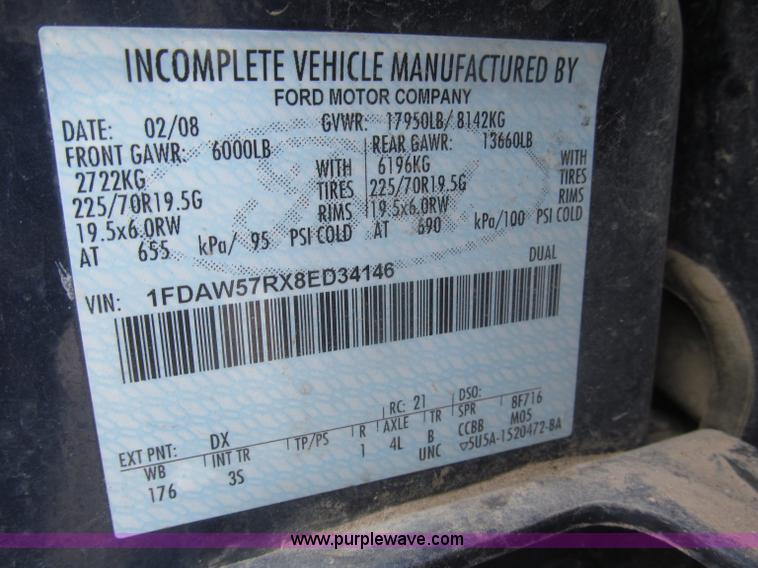 INCOMPLETE VEHICLE MANUFACTURED BY
FORD MOTOR COMPANY
DATE: 02/08 GVWR: 17950LB/ 8142KG
FRONT GAWR: 6000LB REAR GAWR: 13660LB
2722KG WITH 6196KG WITH
225/70R19.5G TIRES 225/70R19.5G TIRES
19.5x6.0RW RIMS 19.5x6.0RW RIMS
AT 655 kPa/ 95 PSI COLD AT 690 kPa/100 PSI COLD
DUAL
VIN: 1FDAW57RX8ED34146
EXT PNT: DX RC: 21 DSO:
WB INT TR TP/PS R AXLE TR SPR 8F716
176 3S 1 4L B CCBB M05
UNC ▽5U5A-1520472-BA
www.purplewave.com